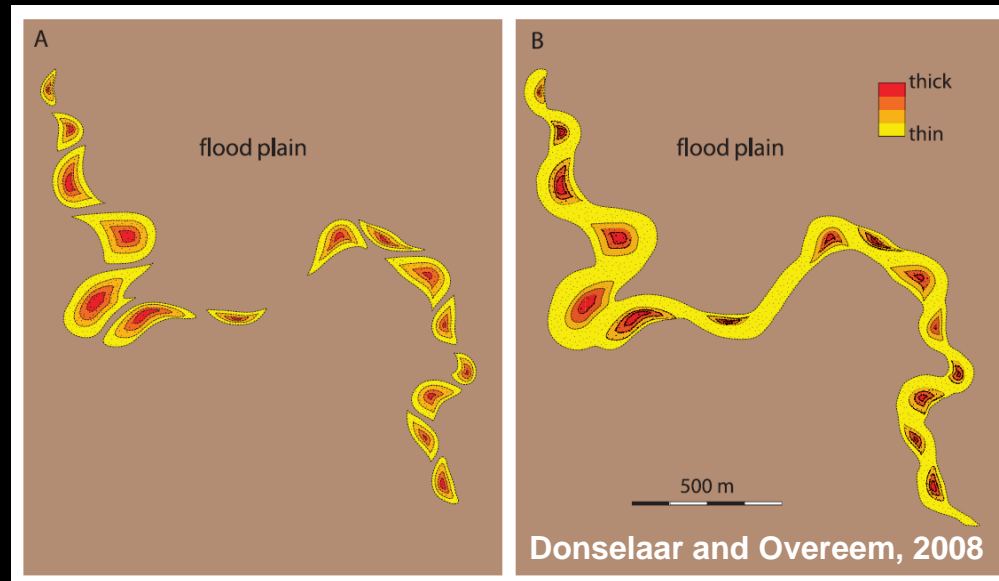 A
flood plain
B
thick
thin
flood plain
500 m
Donselaar and Overeem, 2008